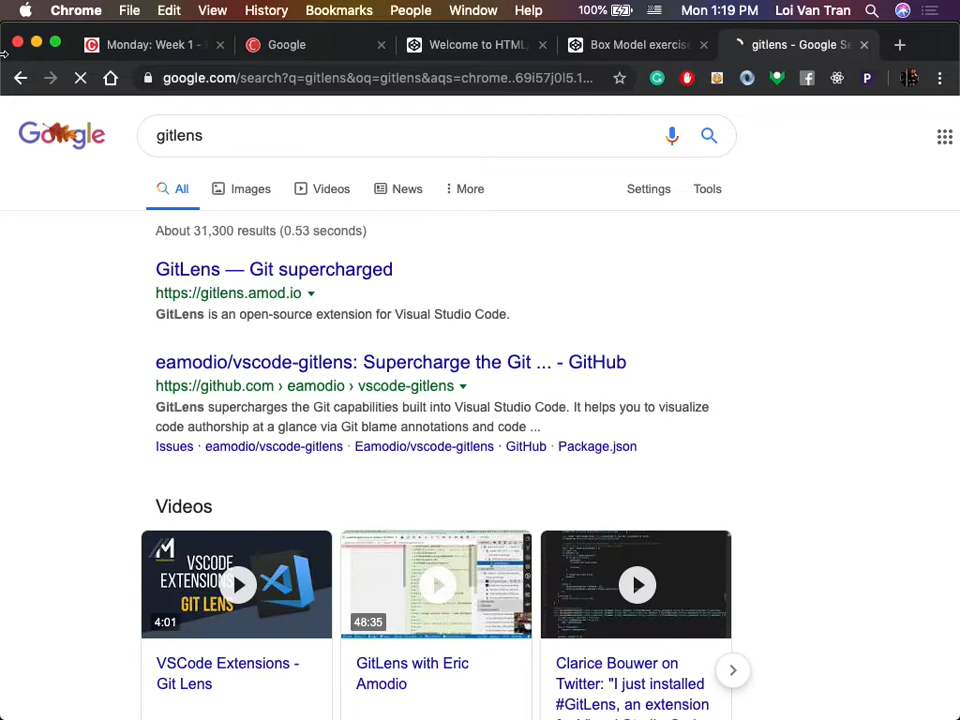 Chrome File Edit View History Bookmarks People Window Help 100% Mon 1:19 PM Loi Van Tran
Monday: Week 1 - Google Welcome to HTML, Box Model exercise gitlens - Google Se
google.com/search?q=gitlens&oq=gitlens&aqs=chrome..69i57j0l5.1...
Google
gitlens
All Images Videos News More Settings Tools
About 31,300 results (0.53 seconds)
GitLens — Git supercharged
https://gitlens.amod.io
GitLens is an open-source extension for Visual Studio Code.
eamodio/vscode-gitlens: Supercharge the Git ... - GitHub
https://github.com › eamodio › vscode-gitlens
GitLens supercharges the Git capabilities built into Visual Studio Code. It helps you to visualize
code authorship at a glance via Git blame annotations and code ...
Issues · eamodio/vscode-gitlens · Eamodio/vscode-gitlens · GitHub · Package.json
Videos
VSCODE
EXTENSIONS
GIT LENS
4:01
48:35
VSCode Extensions -
Git Lens
GitLens with Eric
Amodio
Clarice Bouwer on
Twitter: "I just installed
#GitLens, an extension